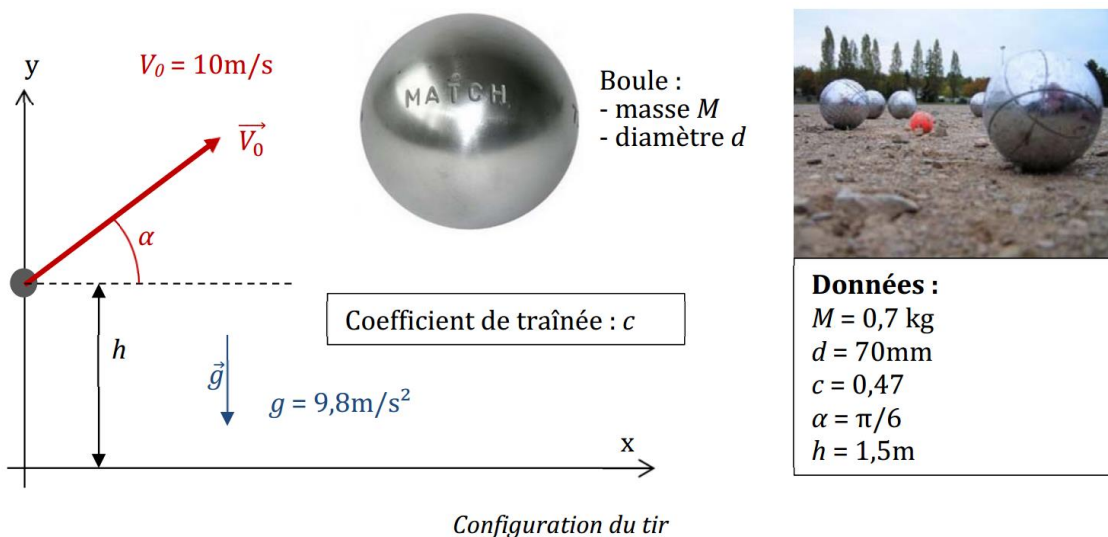 y
V₀ = 10m/s
V₀
α
h
g
g = 9,8m/s²
x
MATCH
Boule :
- masse M
- diamètre d
Coefficient de traînée : c
Données :
M = 0,7 kg
d = 70mm
c = 0,47
α = π/6
h = 1,5m
Configuration du tir